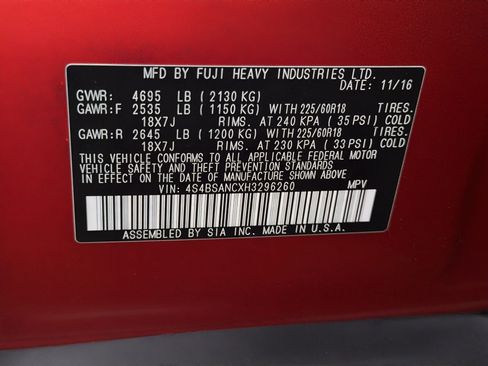 MFD BY FUJI HEAVY INDUSTRIES LTD.
DATE: 11/16
GVWR: 4695 LB ( 2130 KG)
GAWR:F 2535 LB ( 1150 KG) WITH 225/60R18 TIRES.
18X7J RIMS. AT 240 KPA ( 35 PSI) COLD
GAWR:R 2645 LB ( 1200 KG) WITH 225/60R18 TIRES.
18X7J RIMS. AT 230 KPA ( 33 PSI) COLD
THIS VEHICLE CONFORMS TO ALL APPLICABLE FEDERAL MOTOR
VEHICLE SAFETY AND THEFT PREVENTION STANDARDS IN EFFECT
ON THE DATE OF MANUFACTURE SHOWN ABOVE.
VIN: 4S4BSANCXH3296260 MPV
ASSEMBLED BY SIA INC. MADE IN U.S.A.